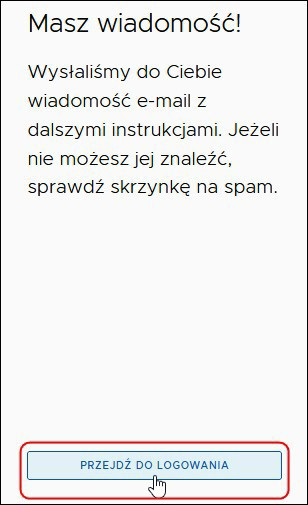 Masz wiadomość!
Wysłaliśmy do Ciebie
wiadomość e-mail z
dalszymi instrukcjami. Jeżeli
nie możesz jej znaleźć,
sprawdź skrzynkę na spam.
PRZEJDŹ DO LOGOWANIA